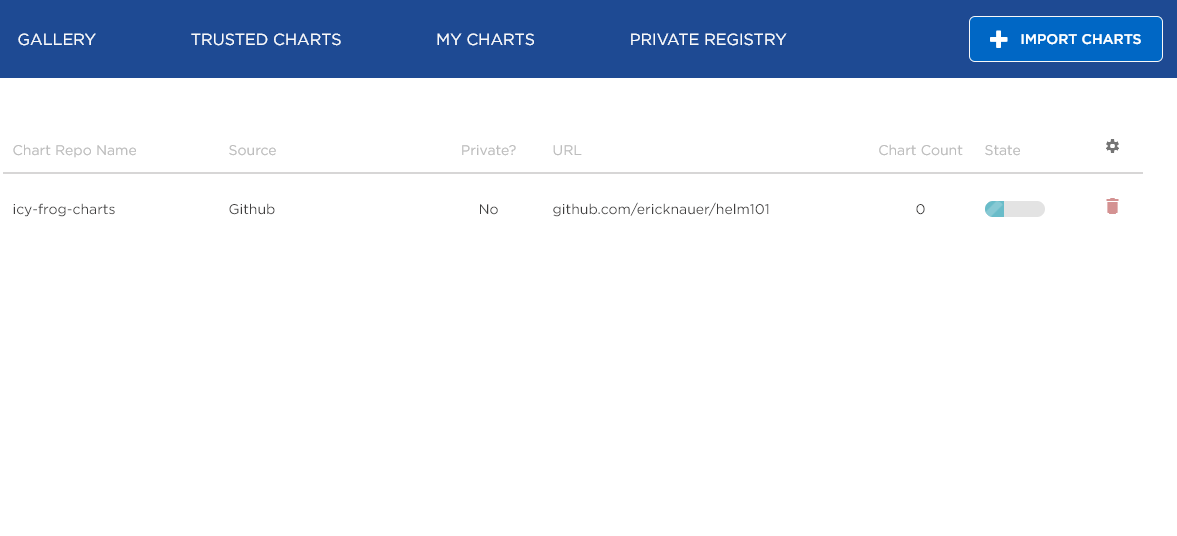 GALLERY TRUSTED CHARTS MY CHARTS PRIVATE REGISTRY IMPORT CHARTS
Chart Repo Name Source Private? URL Chart Count State
icy-frog-charts Github No github.com/ericknauer/helm101 0